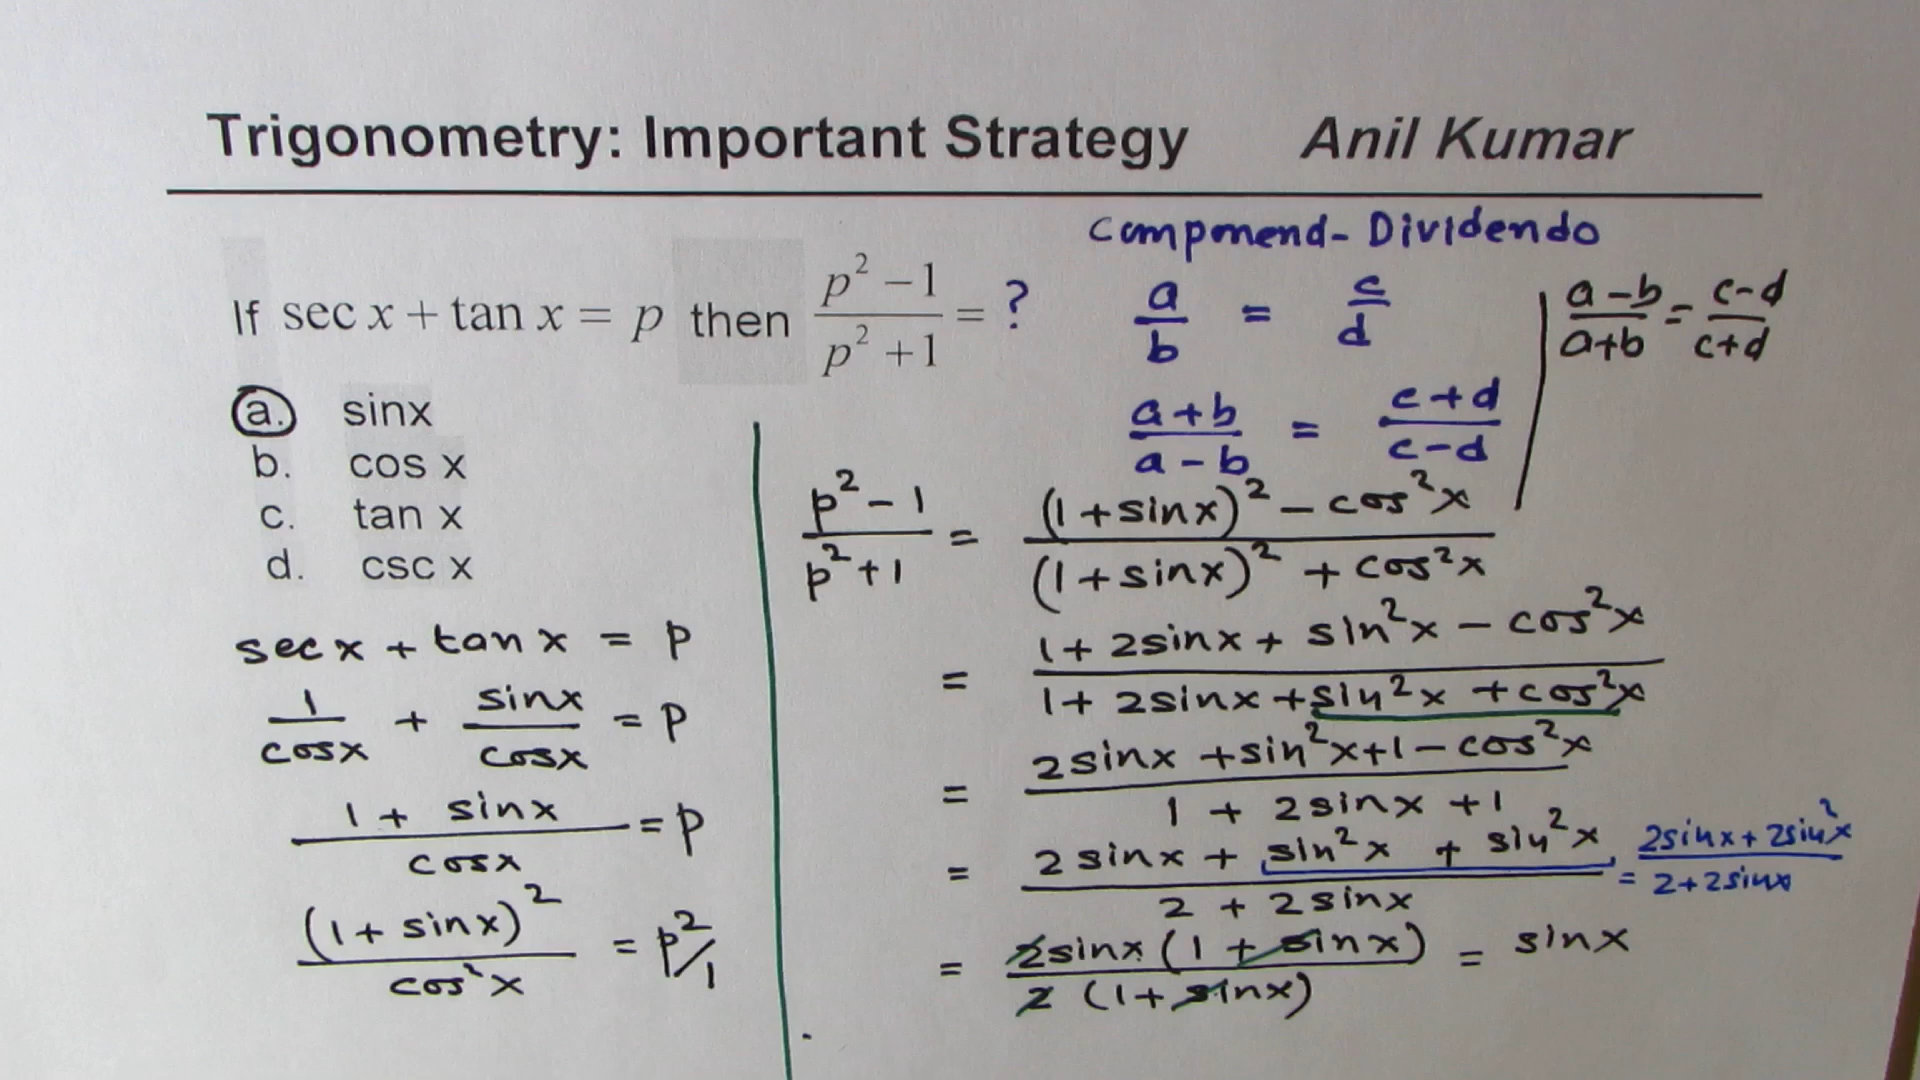 Trigonometry: Important Strategy Anil Kumar
Componend - Dividendo
If sec x + tan x = p then (p² - 1)/(p² + 1) = ?
a/b = c/d
(a-b)/(a+b) = (c-d)/(c+d)
(a+b)/(a-b) = (c+d)/(c-d)
a. sinx
b. cos x
c. tan x
d. csc x
sec x + tan x = p
1/cosx + sinx/cosx = p
(1 + sinx)/cosx = p
(1 + sinx)²/cos²x = p²/1
(p² - 1)/(p² + 1) = ((1 + sinx)² - cos²x)/((1 + sinx)² + cos²x)
= (1 + 2sinx + sin²x - cos²x)/(1 + 2sinx + sin²x + cos²x)
= (2sinx + sin²x + 1 - cos²x)/(1 + 2sinx + 1)
= (2sinx + sin²x + sin²x)/(2 + 2sinx) = (2sinx + 2sin²x)/(2 + 2sinx)
= 2sinx (1 + sinx)/2 (1 + sinx) = sinx